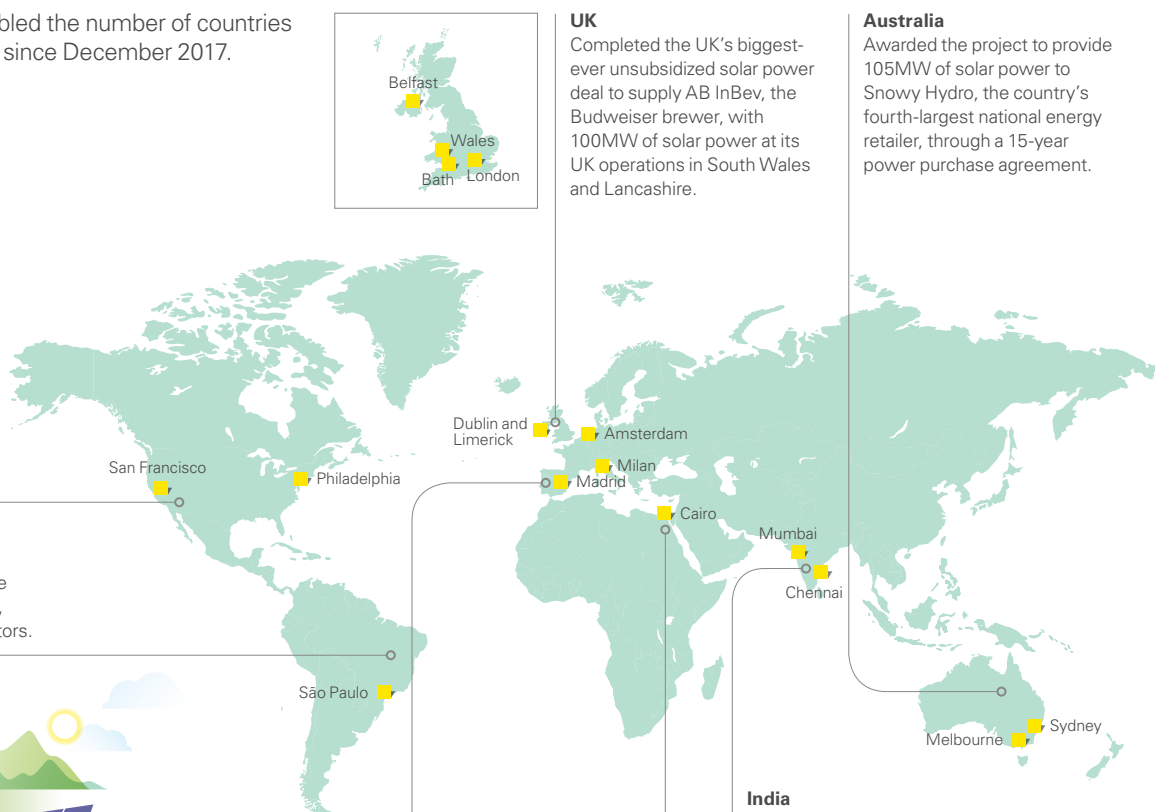 bled the number of countries
since December 2017.
Belfast
Wales
Bath
London
UK
Completed the UK's biggest-
ever unsubsidized solar power
deal to supply AB InBev, the
Budweiser brewer, with
100MW of solar power at its
UK operations in South Wales
and Lancashire.
Australia
Awarded the project to provide
105MW of solar power to
Snowy Hydro, the country's
fourth-largest national energy
retailer, through a 15-year
power purchase agreement.
Dublin and
Limerick
Amsterdam
Milan
Madrid
San Francisco
Philadelphia
Cairo
Mumbai
Chennai
e
,
tors.
São Paulo
Melbourne
Sydney
India